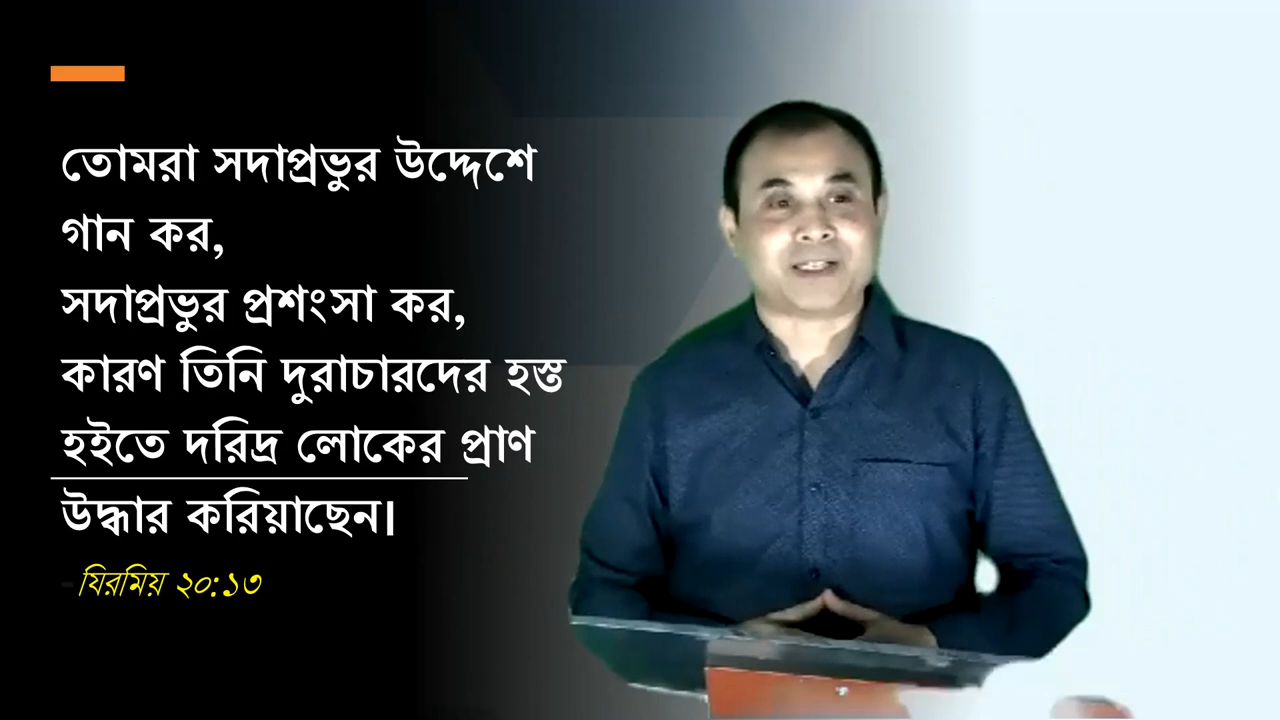 তোমরা সদাপ্রভুর উদ্দেশে
গান কর,
সদাপ্রভুর প্রশংসা কর,
কারণ তিনি দুরাচারদের হস্ত
হইতে দরিদ্র লোকের প্রাণ
উদ্ধার করিয়াছেন।
- যিরমিয় ২০:১৩